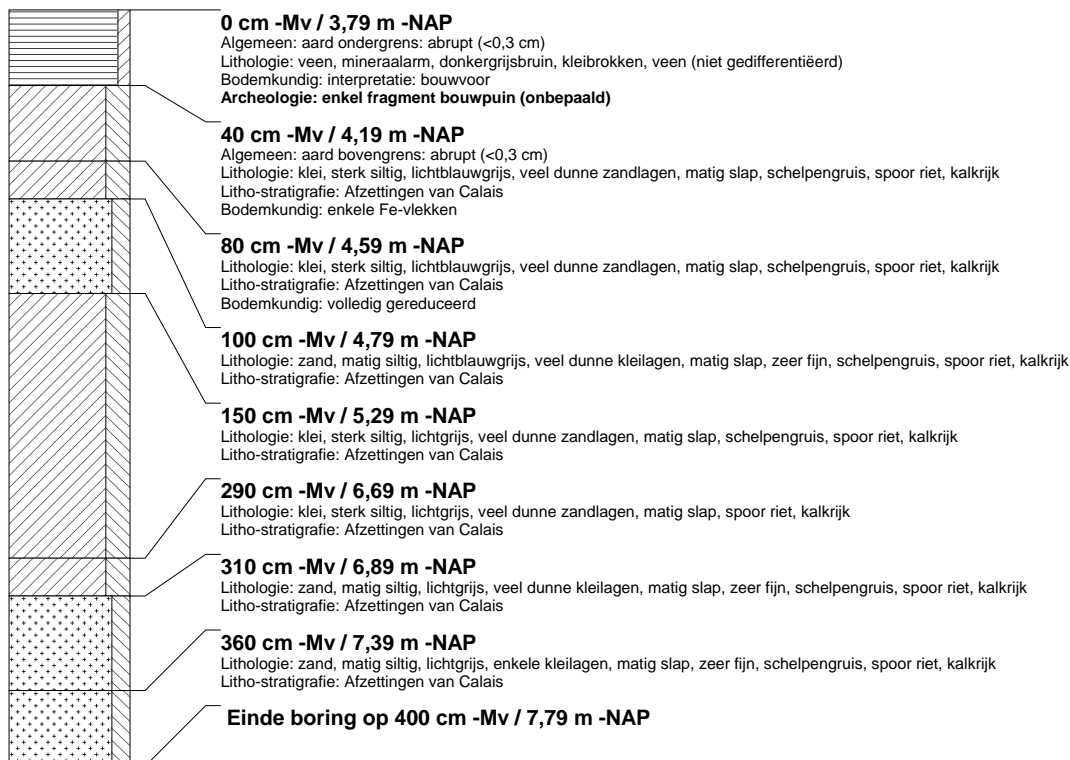 0 cm -Mv / 3,79 m -NAP
Algemeen: aard ondergrens: abrupt (<0,3 cm)
Lithologie: veen, mineraalarm, donkergrijsbruin, kleibrokken, veen (niet gedifferentiëerd)
Bodemkundig: interpretatie: bouwvoor
Archeologie: enkel fragment bouwpuin (onbepaald)
40 cm -Mv / 4,19 m -NAP
Algemeen: aard bovengrens: abrupt (<0,3 cm)
Lithologie: klei, sterk siltig, lichtblauwgrijs, veel dunne zandlagen, matig slap, schelpengruis, spoor riet, kalkrijk
Litho-stratigrafie: Afzettingen van Calais
Bodemkundig: enkele Fe-vlekken
80 cm -Mv / 4,59 m -NAP
Lithologie: klei, sterk siltig, lichtblauwgrijs, veel dunne zandlagen, matig slap, schelpengruis, spoor riet, kalkrijk
Litho-stratigrafie: Afzettingen van Calais
Bodemkundig: volledig gereduceerd
100 cm -Mv / 4,79 m -NAP
Lithologie: zand, matig siltig, lichtblauwgrijs, veel dunne kleilagen, matig slap, zeer fijn, schelpengruis, spoor riet, kalkrijk
Litho-stratigrafie: Afzettingen van Calais
150 cm -Mv / 5,29 m -NAP
Lithologie: klei, sterk siltig, lichtgrijs, veel dunne zandlagen, matig slap, schelpengruis, spoor riet, kalkrijk
Litho-stratigrafie: Afzettingen van Calais
290 cm -Mv / 6,69 m -NAP
Lithologie: klei, sterk siltig, lichtgrijs, veel dunne zandlagen, matig slap, spoor riet, kalkrijk
Litho-stratigrafie: Afzettingen van Calais
310 cm -Mv / 6,89 m -NAP
Lithologie: zand, matig siltig, lichtgrijs, veel dunne kleilagen, matig slap, zeer fijn, schelpengruis, spoor riet, kalkrijk
Litho-stratigrafie: Afzettingen van Calais
360 cm -Mv / 7,39 m -NAP
Lithologie: zand, matig siltig, lichtgrijs, enkele kleilagen, matig slap, zeer fijn, schelpengruis, spoor riet, kalkrijk
Litho-stratigrafie: Afzettingen van Calais
Einde boring op 400 cm -Mv / 7,79 m -NAP